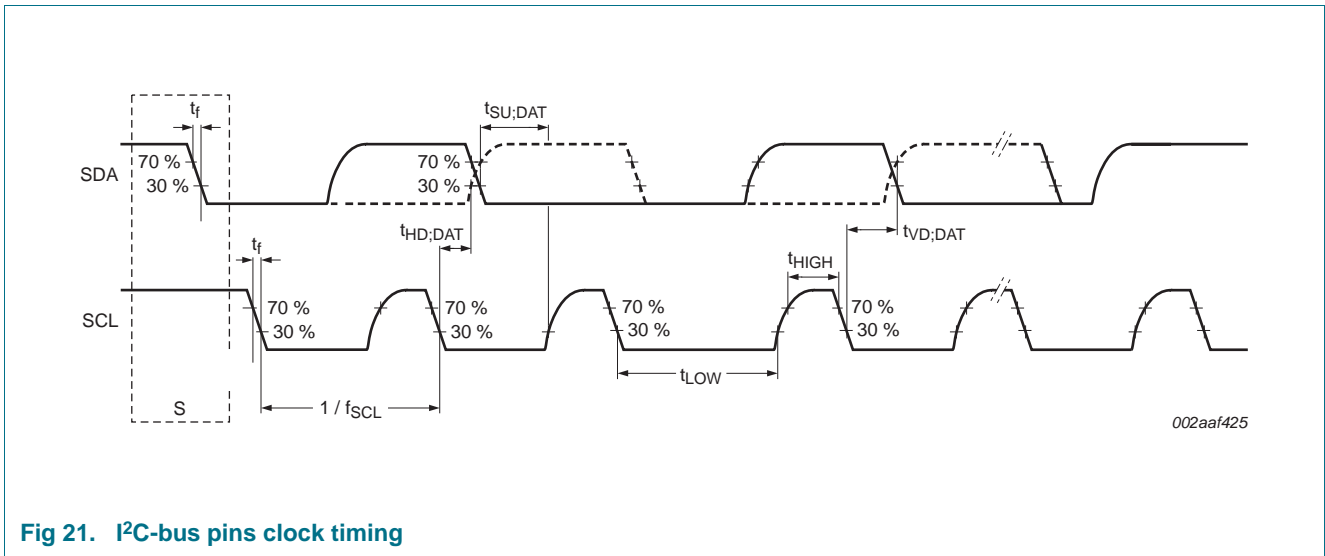 tf
tSU;DAT
70 %
30 %
70 %
30 %
SDA
tHD;DAT
tVD;DAT
tf
tHIGH
70 %
30 %
70 %
30 %
70 %
30 %
70 %
30 %
SCL
tLOW
S
1 / fSCL
002aaf425
Fig 21. I2C-bus pins clock timing